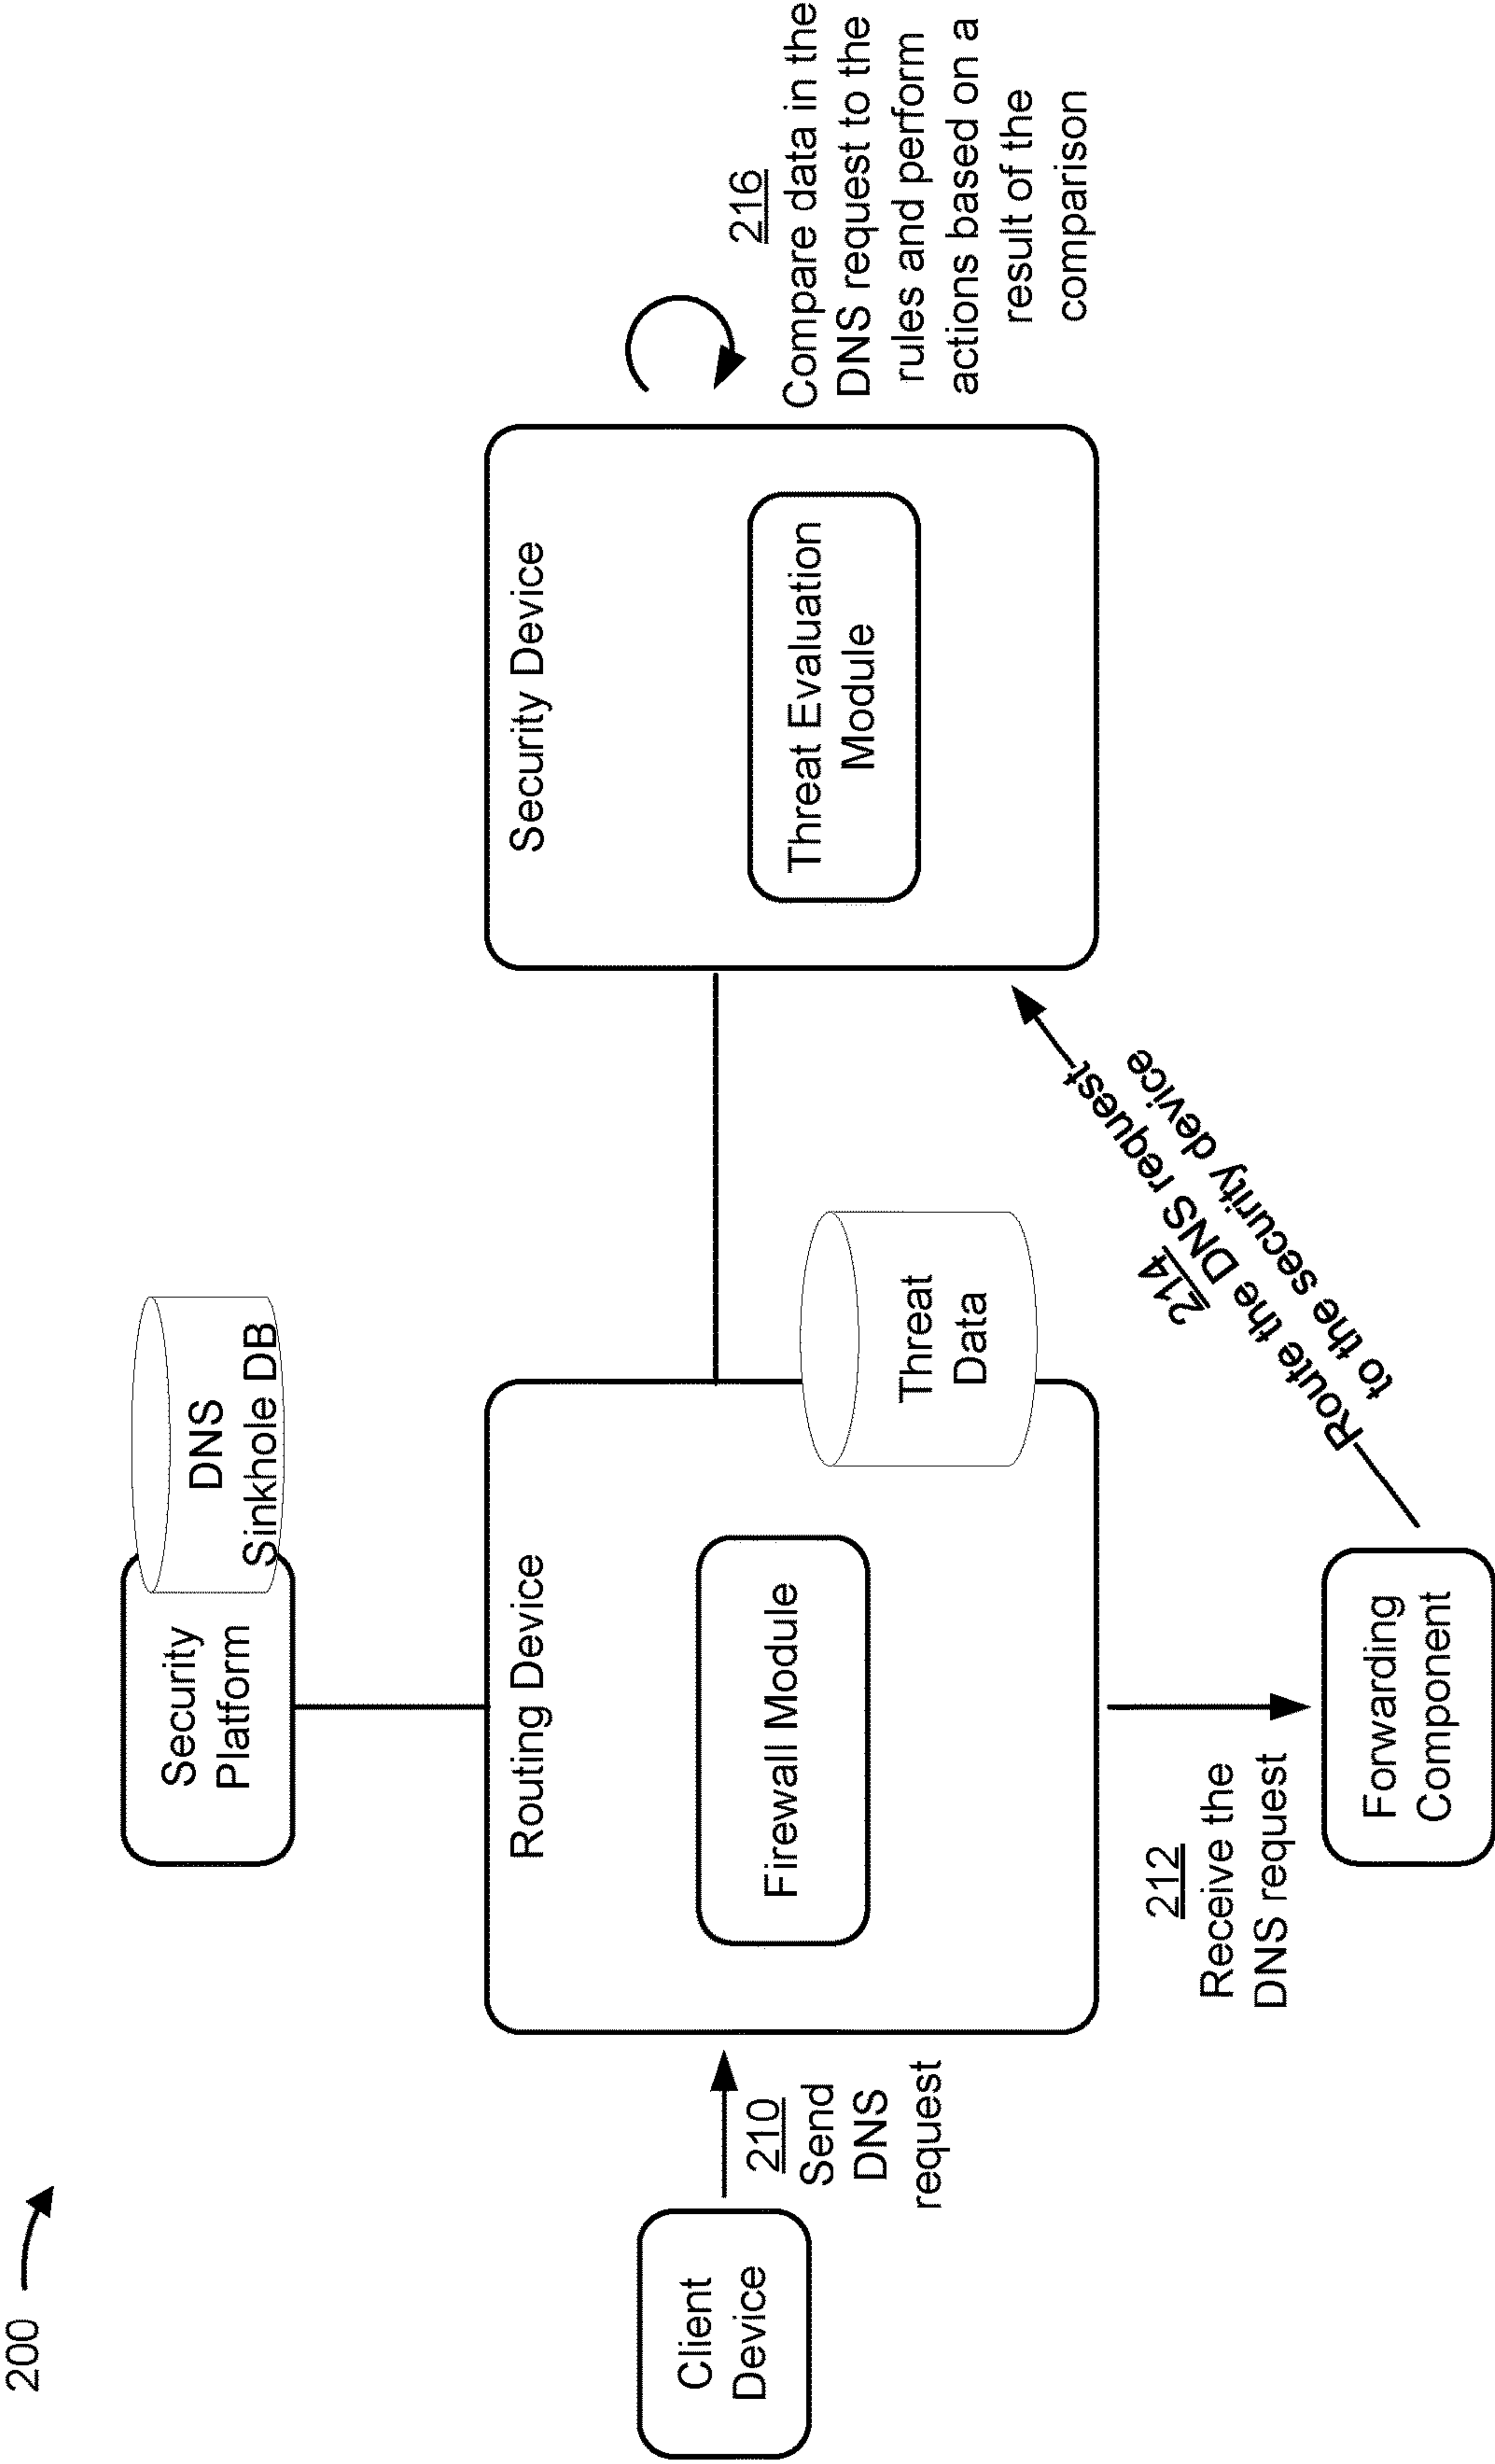 200
Security
Platform
DNS
Sinkhole DB
Client
Device
210
Send
DNS
request
Routing Device
Firewall Module
Threat
Data
212
Receive the
DNS request
Forwarding
Component
214
Route the DNS request
to the security device
Security Device
Threat Evaluation
Module
216
Compare data in the
DNS request to the
rules and perform
actions based on a
result of the
comparison